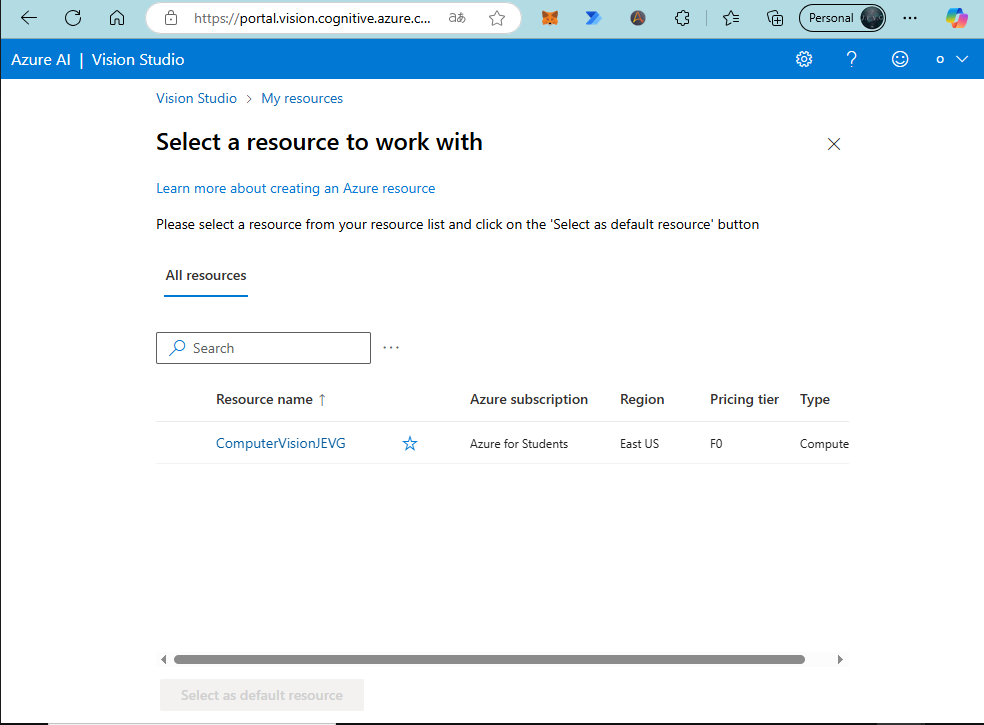 https://portal.vision.cognitive.azure.c...
Personal
Azure AI | Vision Studio
Vision Studio > My resources
Select a resource to work with
Learn more about creating an Azure resource
Please select a resource from your resource list and click on the 'Select as default resource' button
All resources
Search
Resource name ↑ Azure subscription Region Pricing tier Type
ComputerVisionJEVG Azure for Students East US F0 Compute
Select as default resource